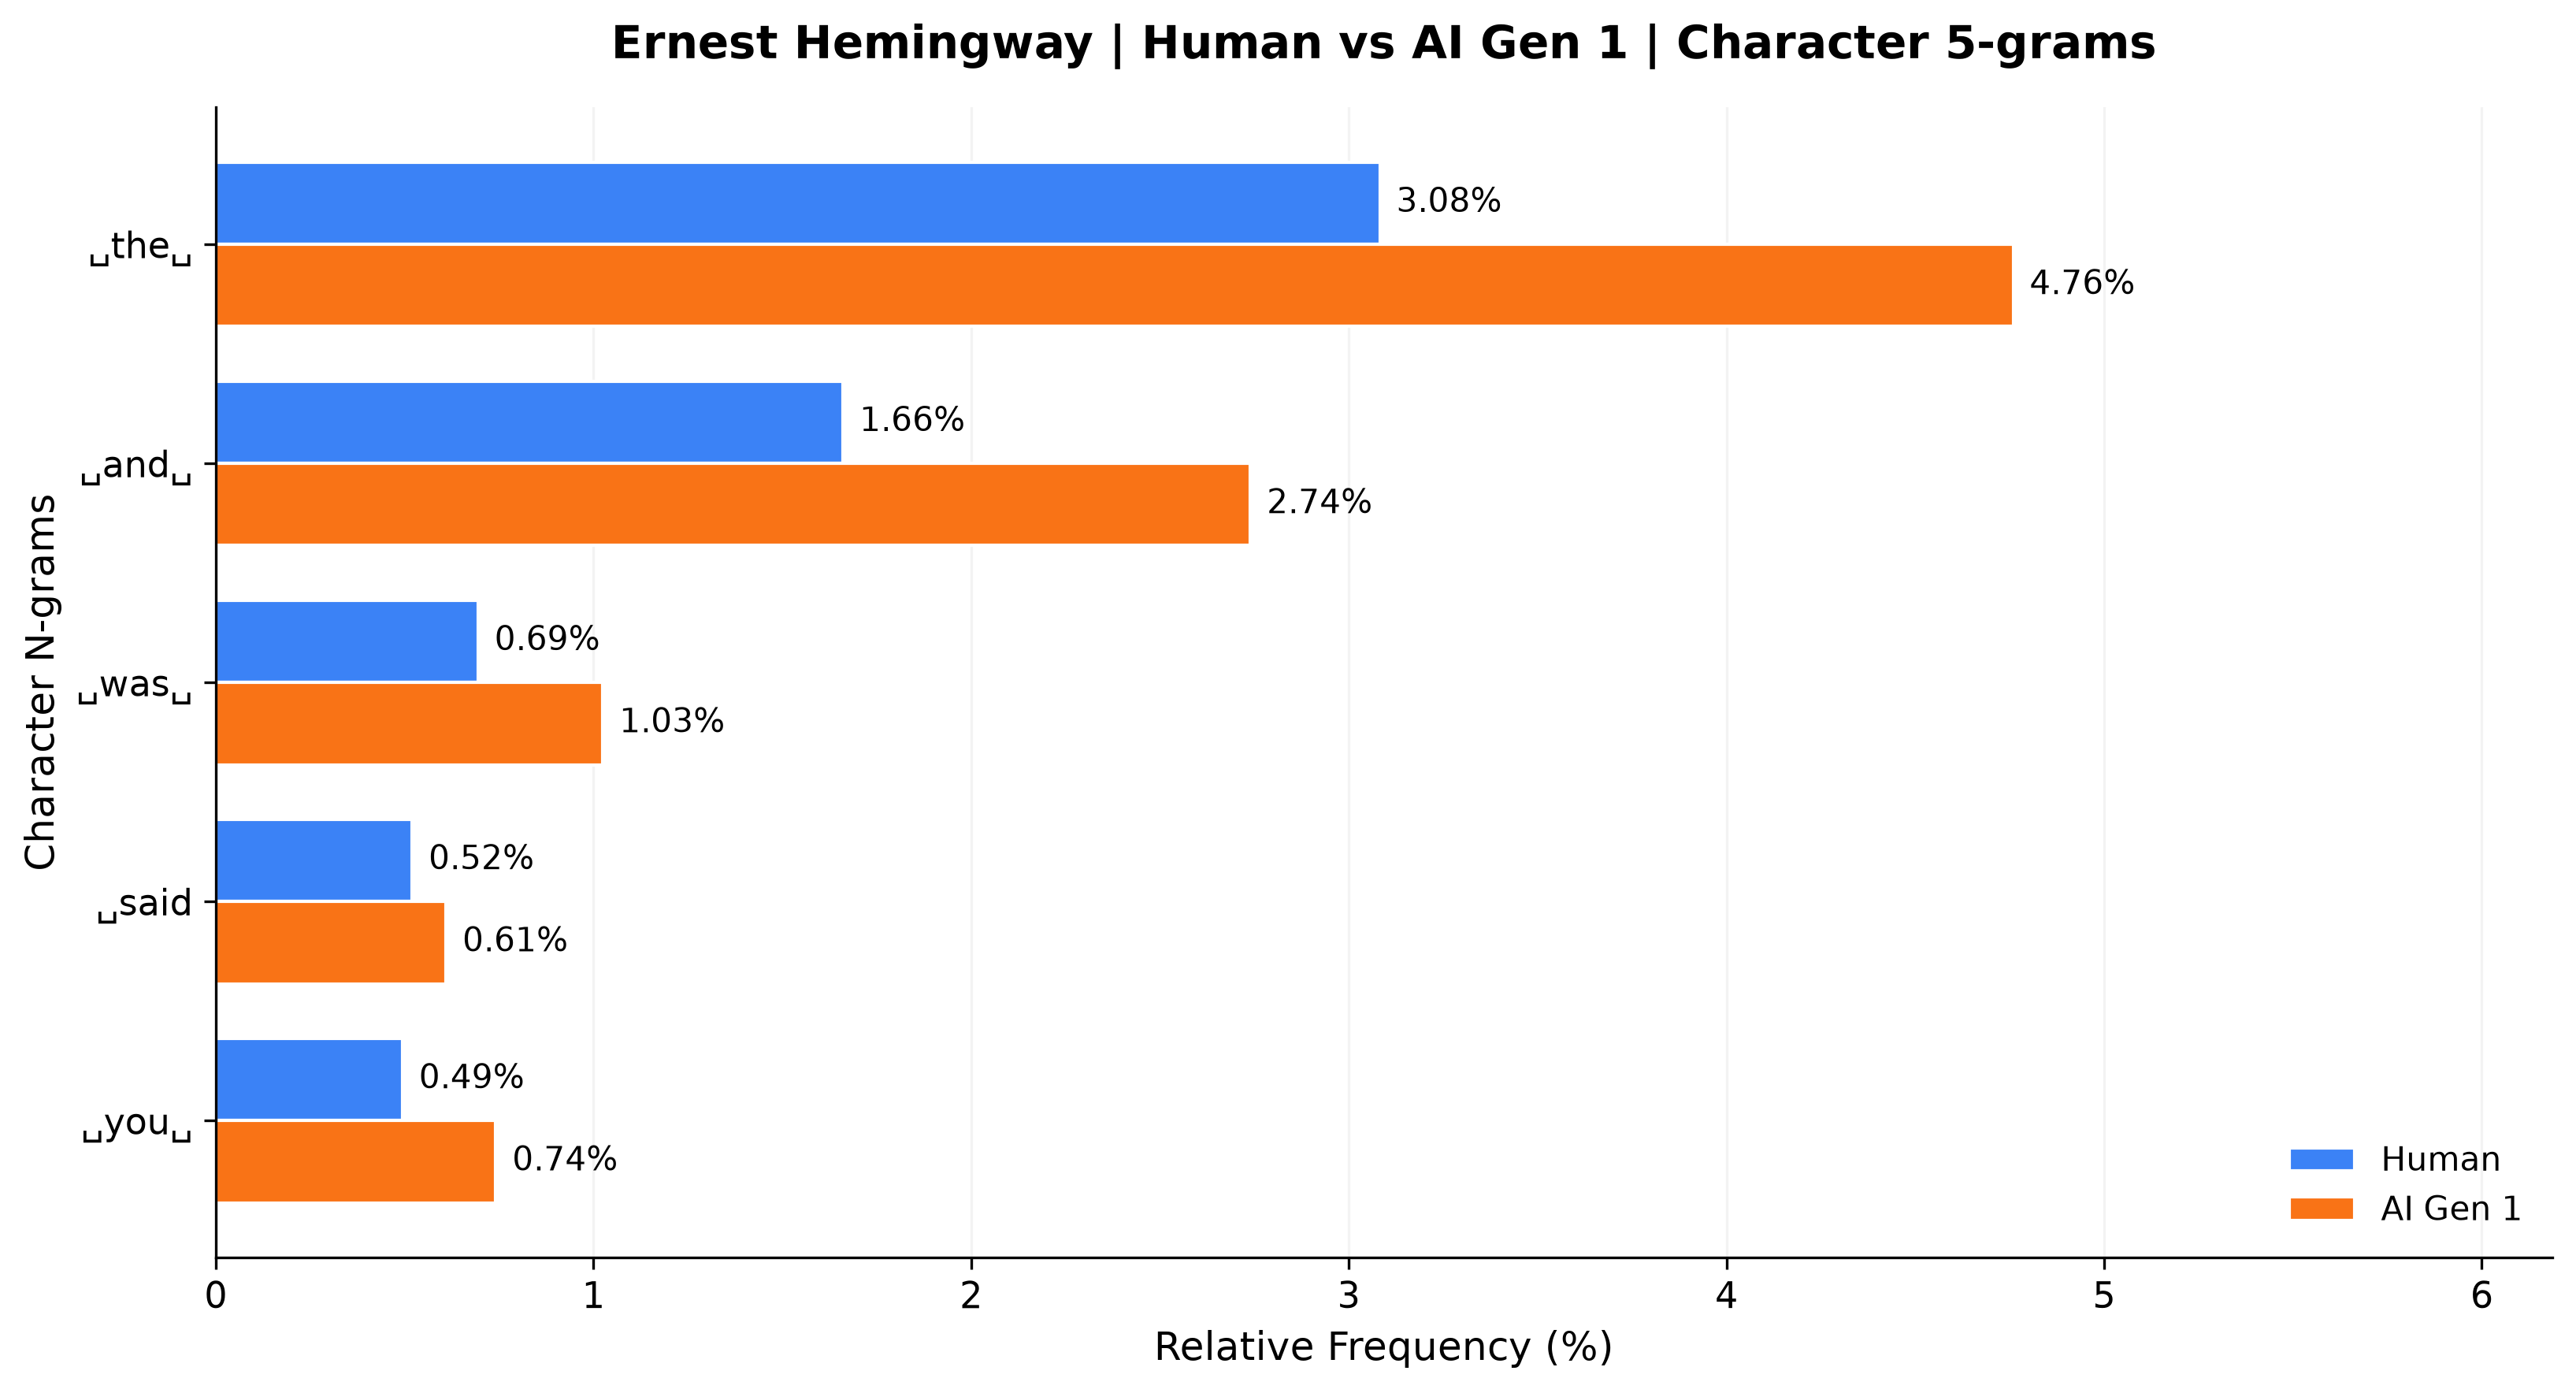 Ernest Hemingway | Human vs AI Gen 1 | Character 5-grams
Character N-grams
␣the␣
3.08%
4.76%
␣and␣
1.66%
2.74%
␣was␣
0.69%
1.03%
␣said
0.52%
0.61%
␣you␣
0.49%
0.74%
Human
AI Gen 1
0 1 2 3 4 5 6
Relative Frequency (%)